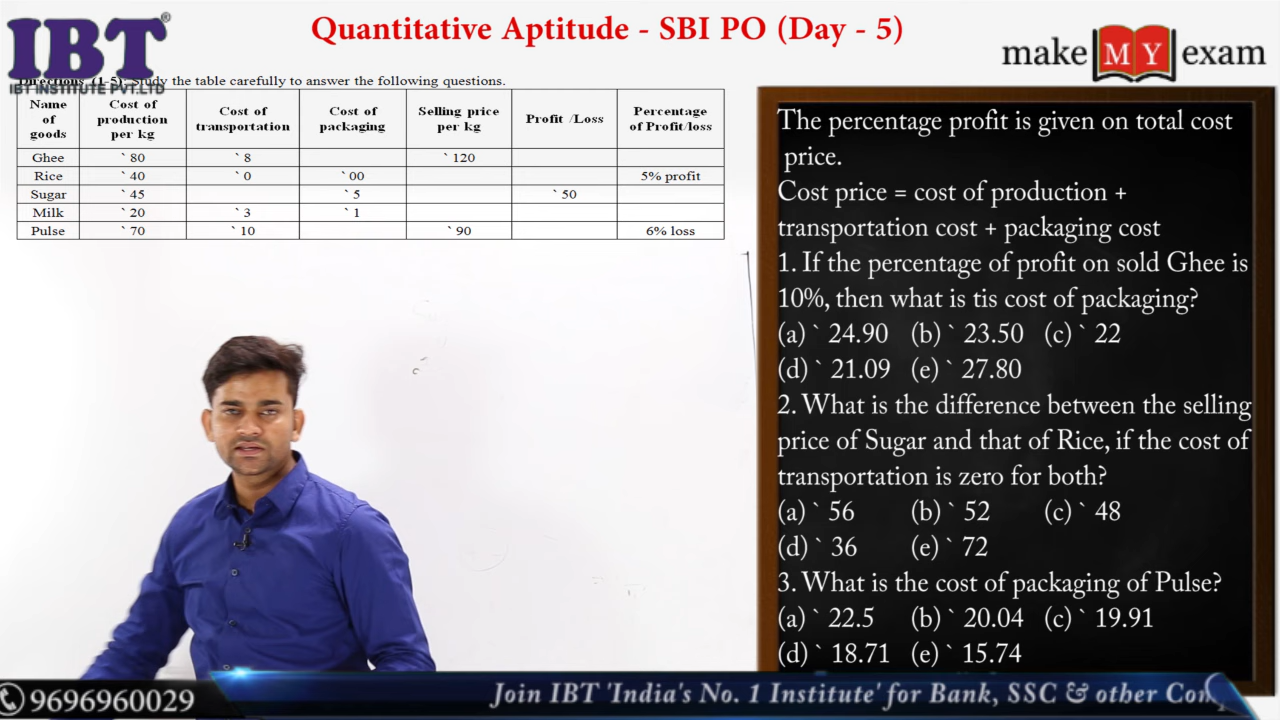 IBT®
IBT INSTITUTE PVT.LTD
Quantitative Aptitude - SBI PO (Day - 5)
make MY exam
Directions (1-5): Study the table carefully to answer the following questions.
Name of goods | Cost of production per kg | Cost of transportation | Cost of packaging | Selling price per kg | Profit /Loss | Percentage of Profit/loss
Ghee | ` 80 | ` 8 | | ` 120 | |
Rice | ` 40 | ` 0 | ` 00 | | | 5% profit
Sugar | ` 45 | | ` 5 | | ` 50 |
Milk | ` 20 | ` 3 | ` 1 | | |
Pulse | ` 70 | ` 10 | | ` 90 | | 6% loss
The percentage profit is given on total cost
price.
Cost price = cost of production +
transportation cost + packaging cost
1. If the percentage of profit on sold Ghee is
10%, then what is tis cost of packaging?
(a) ` 24.90 (b) ` 23.50 (c) ` 22
(d) ` 21.09 (e) ` 27.80
2. What is the difference between the selling
price of Sugar and that of Rice, if the cost of
transportation is zero for both?
(a) ` 56 (b) ` 52 (c) ` 48
(d) ` 36 (e) ` 72
3. What is the cost of packaging of Pulse?
(a) ` 22.5 (b) ` 20.04 (c) ` 19.91
(d) ` 18.71 (e) ` 15.74
9696960029
Join IBT 'India's No. 1 Institute' for Bank, SSC & other